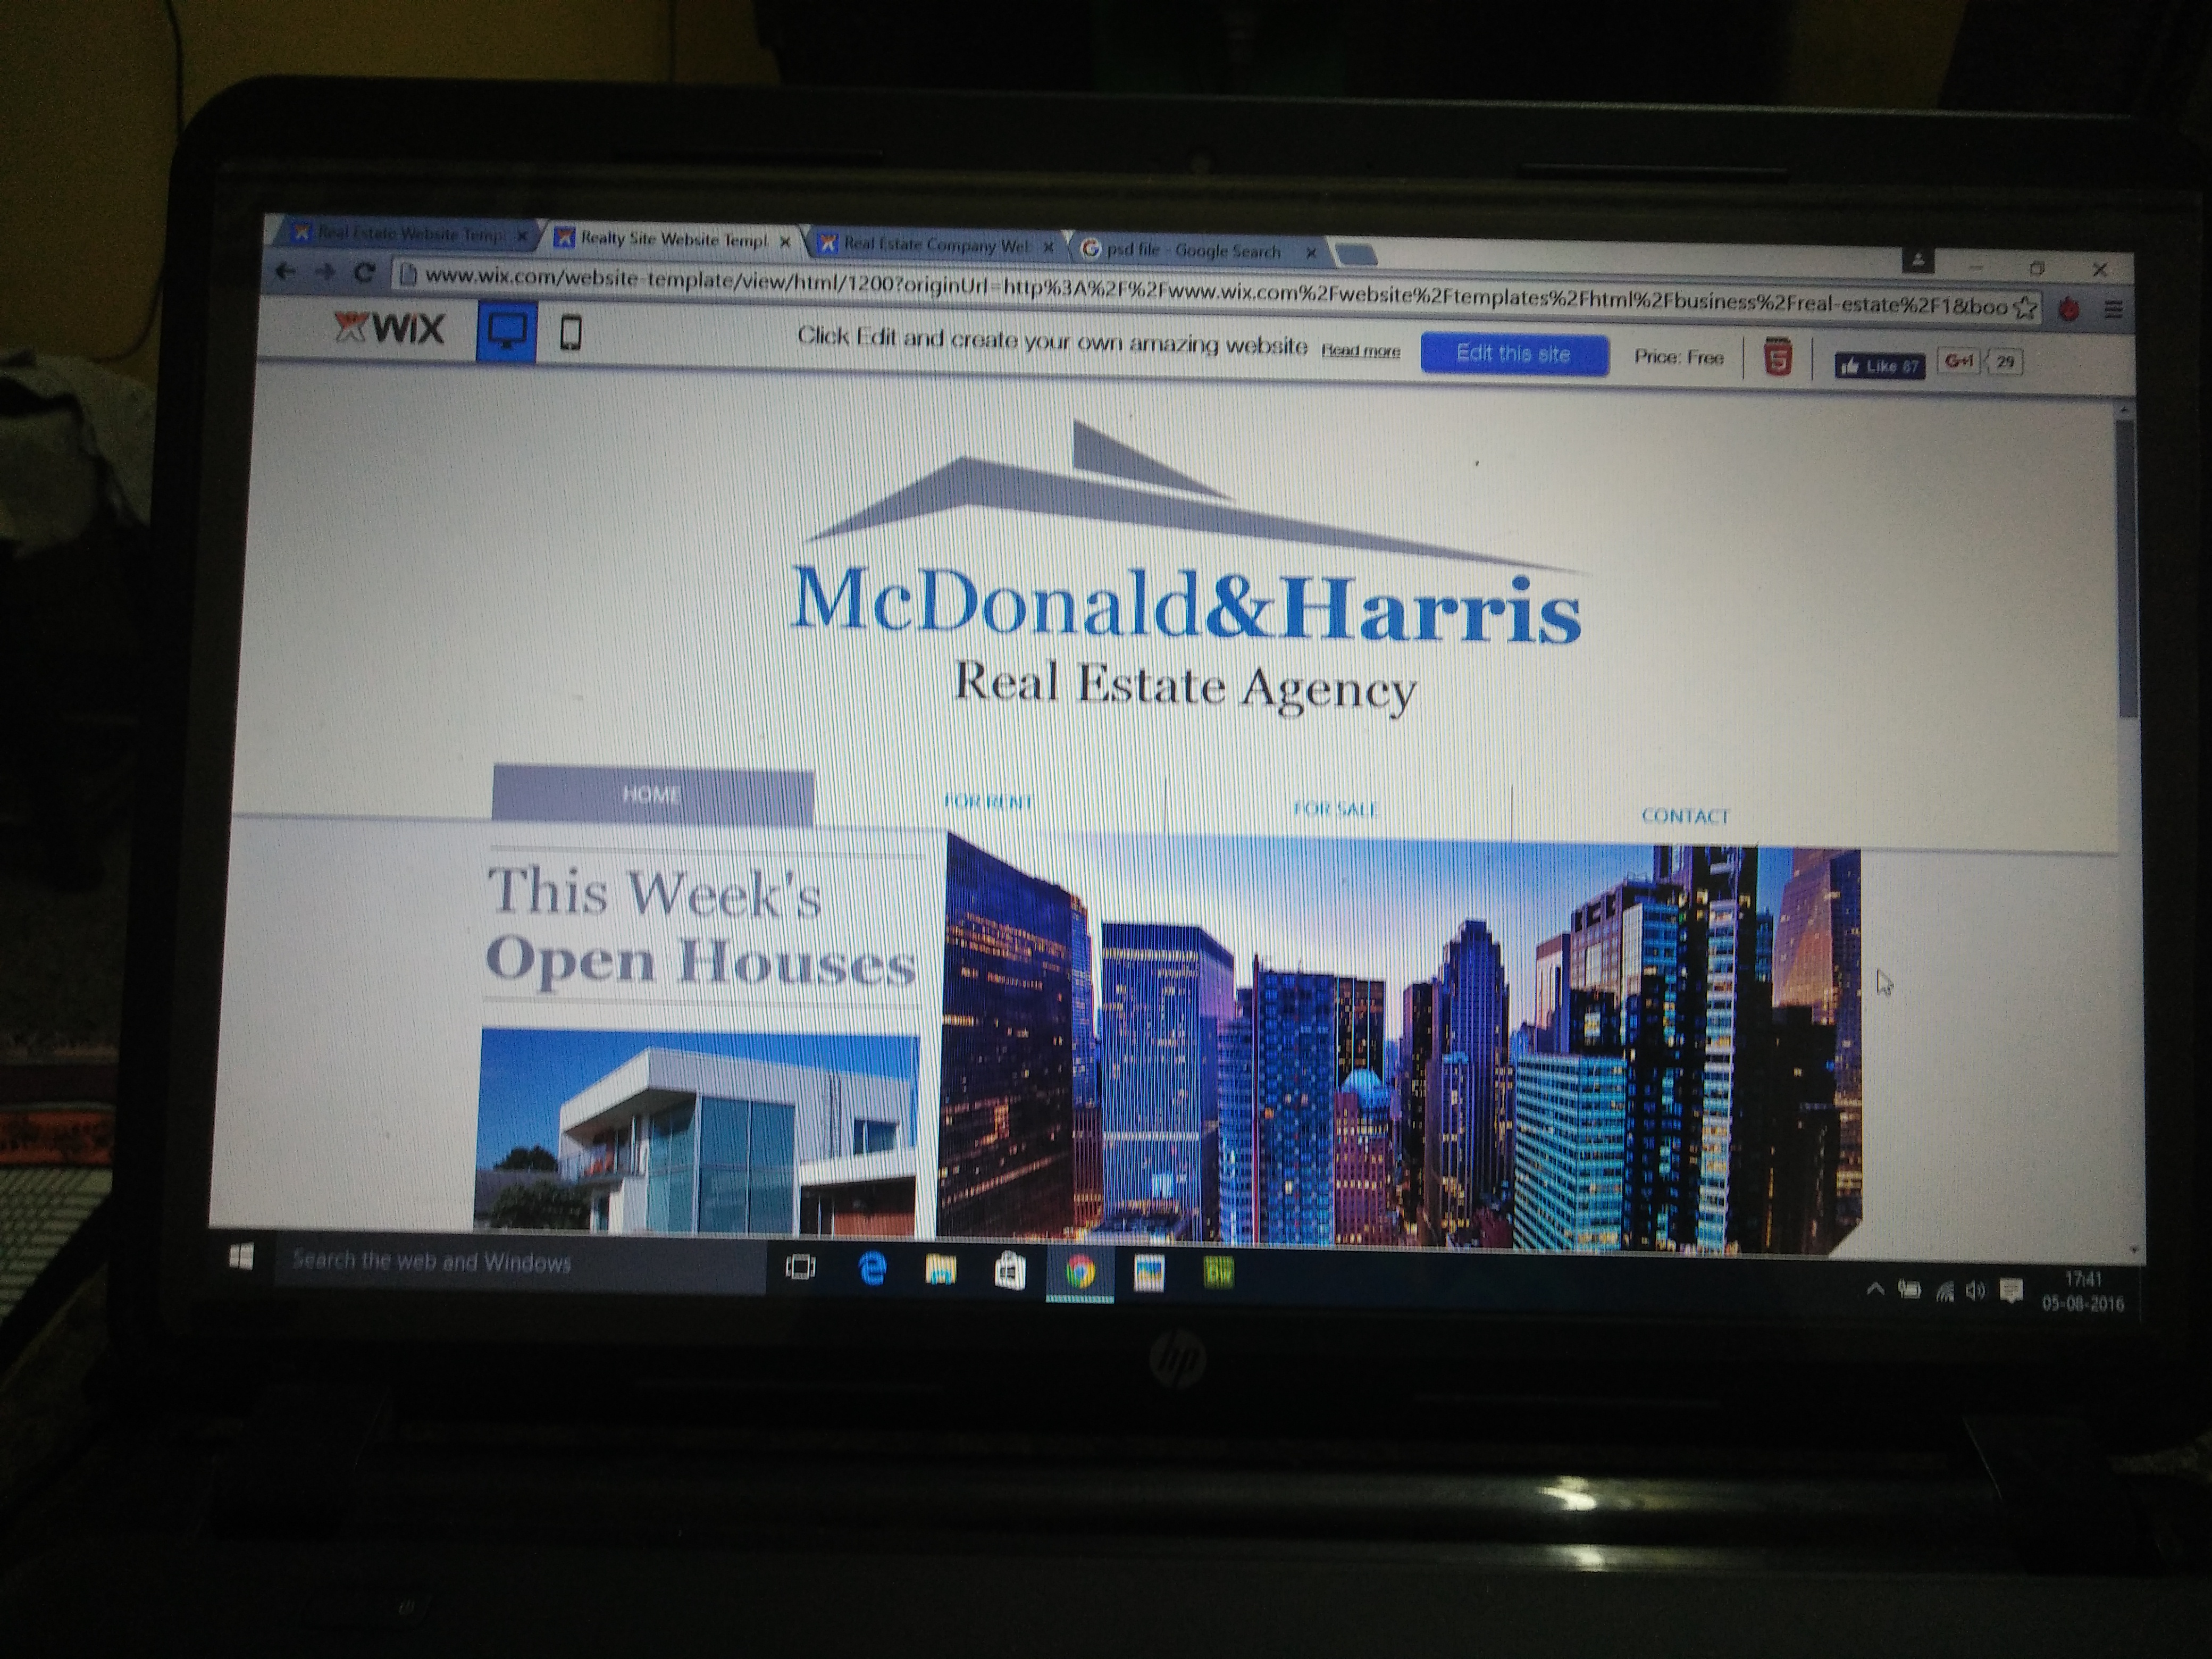 Real Estate Website Templ
Realty Site Website Templ.
Real Estate Company Wel
psd file - Google Search
www.wix.com/website-template/view/html/1200?originUrl=http%3A%2F%2Fwww.wix.com%2Fwebsite%2Ftemplates%2Fhtml%2Fbusiness%2Freal-estate%2F1&boo
WiX
Click Edit and create your own amazing website Read more
Edit this site
Price: Free
5
Like 87
G+1
29
McDonald&Harris
Real Estate Agency
HOME
FOR RENT
FOR SALE
CONTACT
This Week's
Open Houses
Search the web and Windows
Dw
17:41
05-08-2016
hp